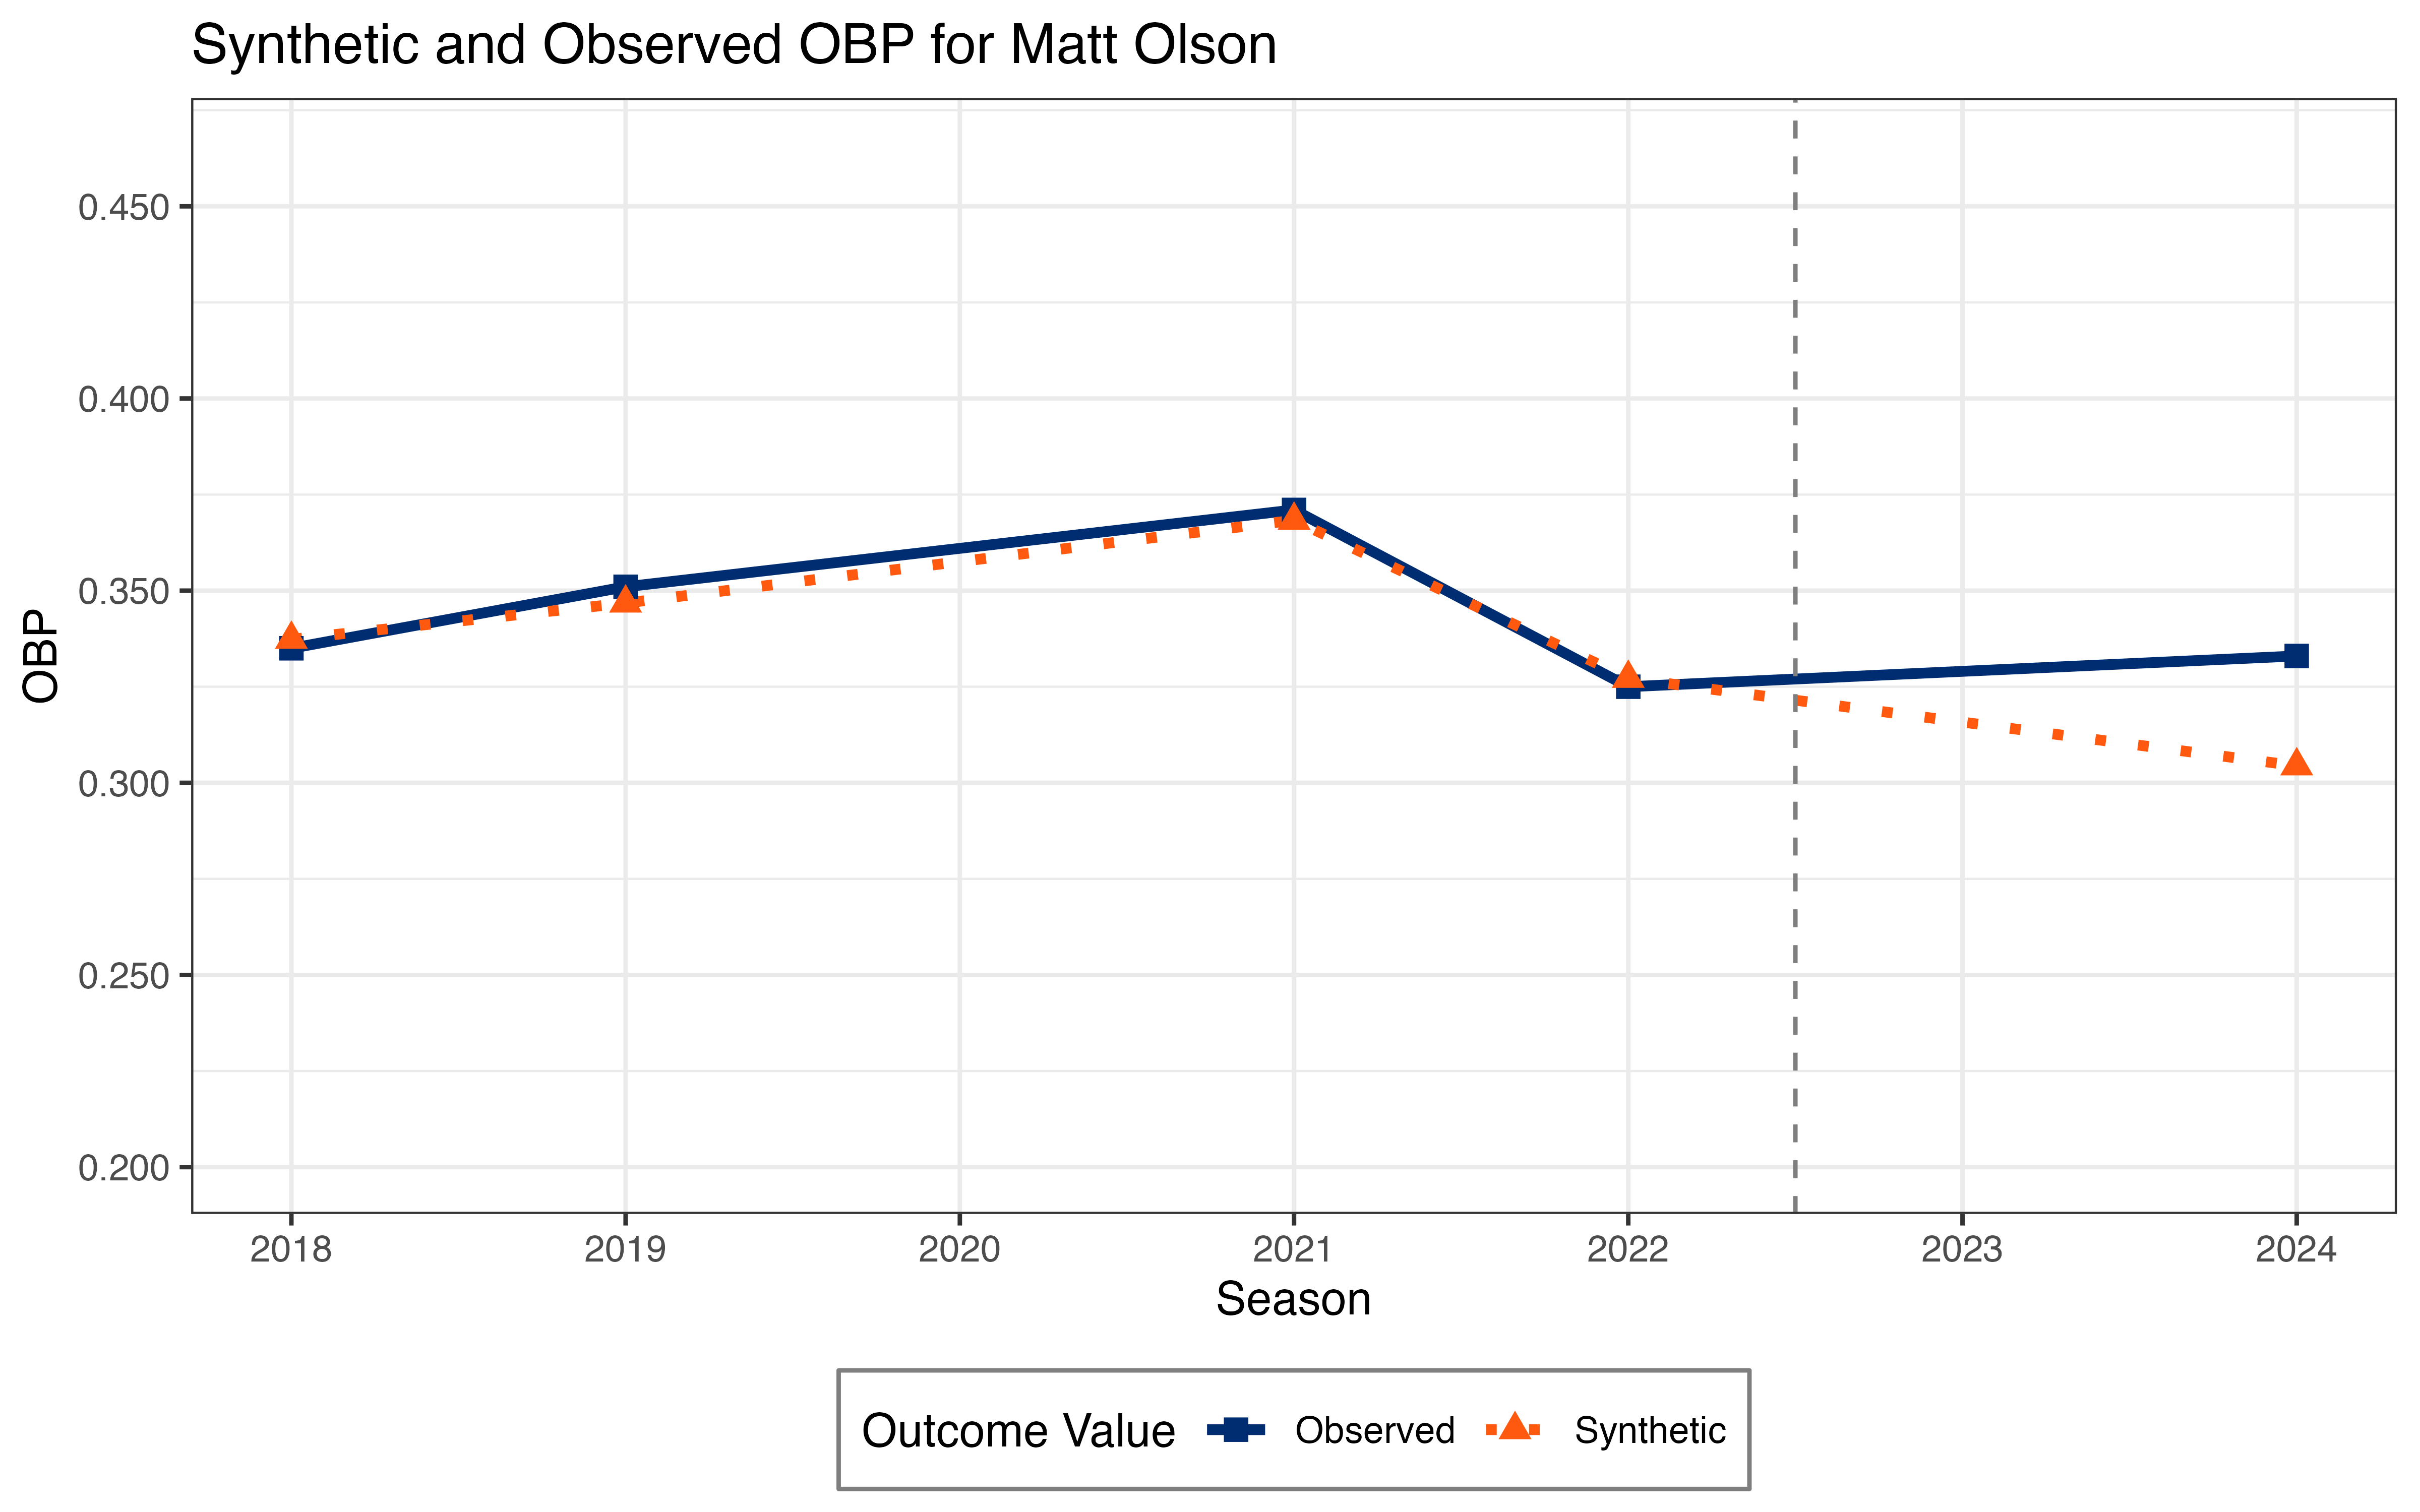 Synthetic and Observed OBP for Matt Olson
0.450
0.400
0.350
0.300
0.250
0.200
OBP
2018 2019 2020 2021 2022 2023 2024
Season
Outcome Value Observed Synthetic